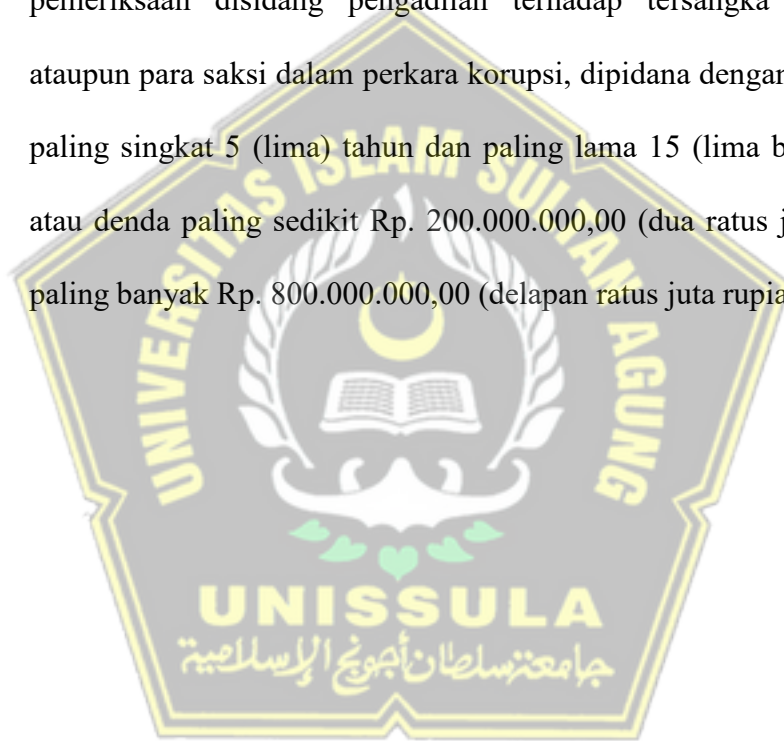 pemeriksaan disidang pengadilan terhadap tersangka
ataupun para saksi dalam perkara korupsi, dipidana dengan
paling singkat 5 (lima) tahun dan paling lama 15 (lima b
atau denda paling sedikit Rp. 200.000.000,00 (dua ratus j
paling banyak Rp. 800.000.000,00 (delapan ratus juta rupia
UNIVERSITAS ISLAM SULTAN AGUNG
UNISSULA
جامعة سلطان أجونج الإسلامية